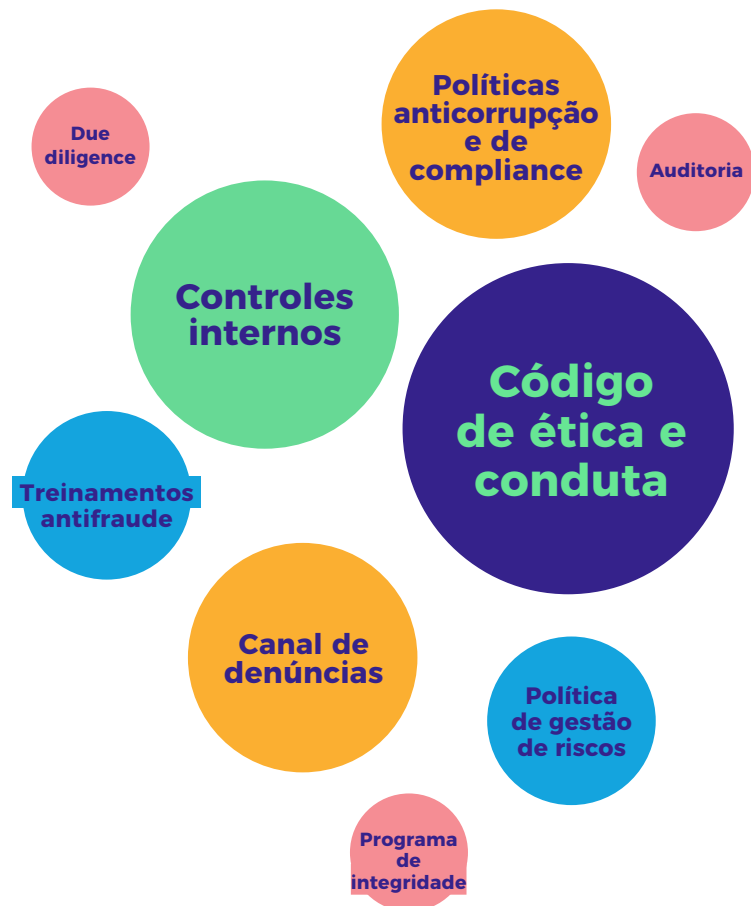 Políticas
anticorrupção
e de
compliance
Due
diligence
Auditoria
Controles
internos
Código
de ética e
conduta
Treinamentos
antifraude
Canal de
denúncias
Política
de gestão
de riscos
Programa
de
integridade